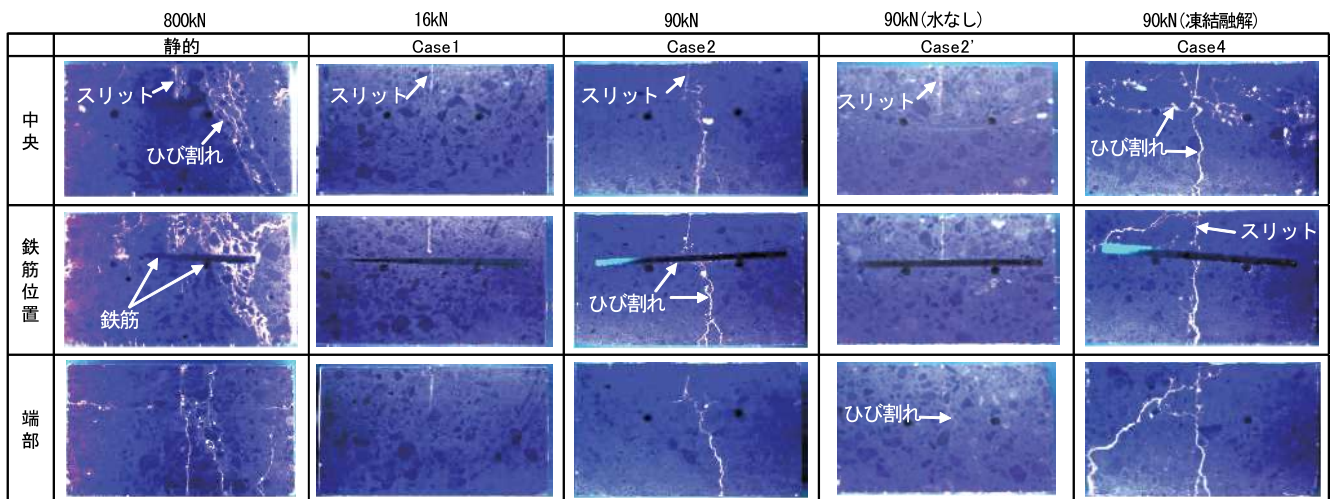 800kN 16kN 90kN 90kN(水なし) 90kN(凍結融解)
静的 Case1 Case2 Case2' Case4
中央
スリット
ひび割れ
スリット
スリット
スリット
ひび割れ
鉄筋位置
鉄筋
ひび割れ
スリット
端部
ひび割れ